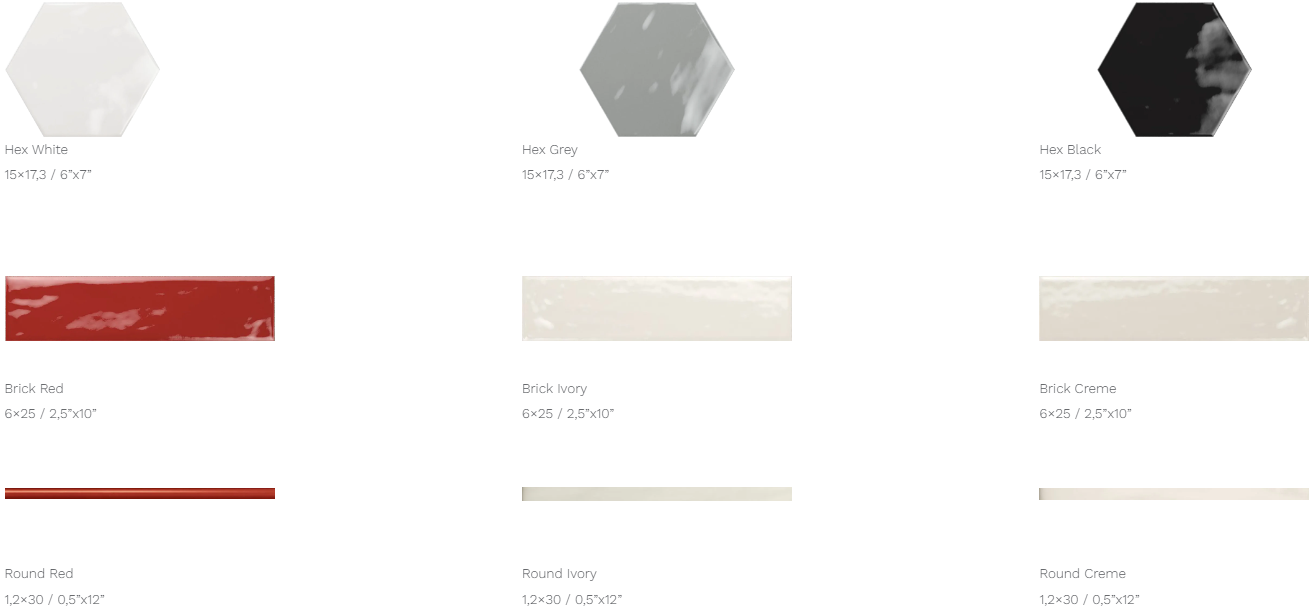 Hex White
15×17,3 / 6”x7”
Hex Grey
15×17,3 / 6”x7”
Hex Black
15×17,3 / 6”x7”
Brick Red
6×25 / 2,5”x10”
Brick Ivory
6×25 / 2,5”x10”
Brick Creme
6×25 / 2,5”x10”
Round Red
1,2×30 / 0,5”x12”
Round Ivory
1,2×30 / 0,5”x12”
Round Creme
1,2×30 / 0,5”x12”